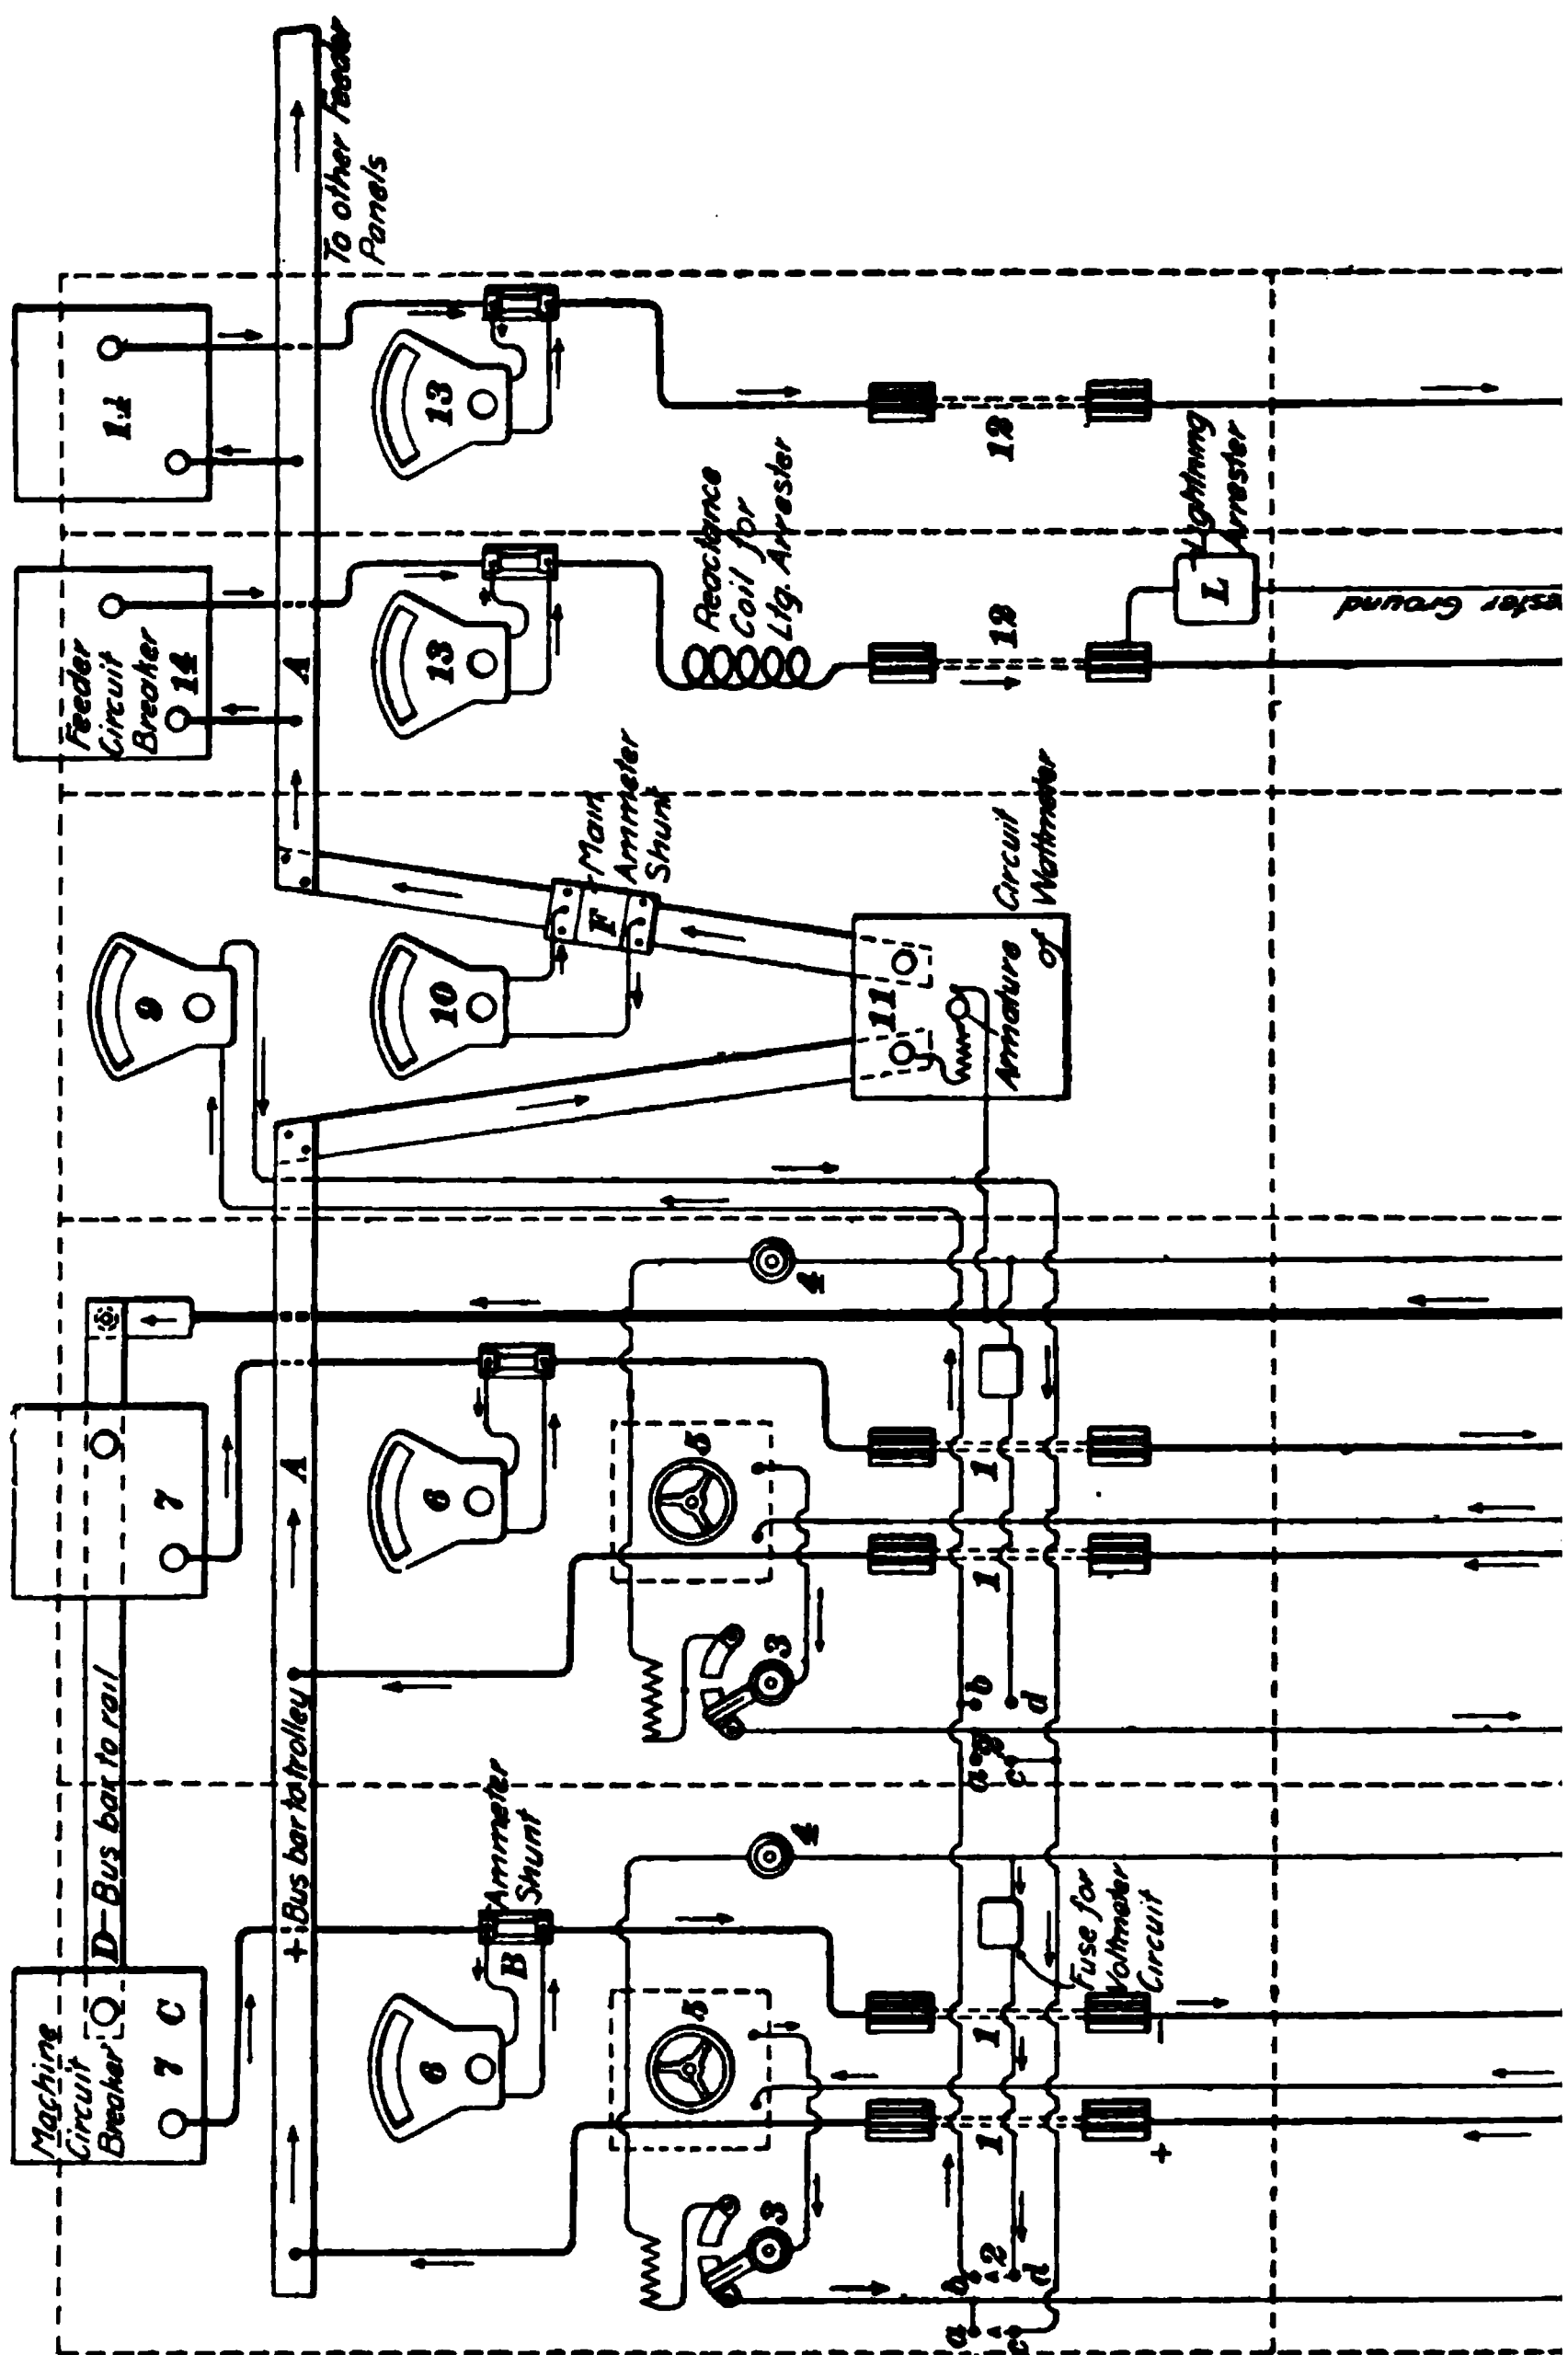 To other Feeder
Panels
11
13
12
Lightning
Arrester
L
Feeder
Circuit
Breaker
14
A
13
Reactance
Coil for
Ltg. Arrester
12
ester Ground
9
10
F
Main
Ammeter
Shunt
11
Circuit
Wattmeter
Armature
of
7
A
6
5
4
3
1
1
a
b
c
d
D-Bus bar to rail
+Bus bar to trolley
Machine
Circuit
Breaker
7 C
Ammeter
Shunt
B
6
5
4
3
1
1
2
Fuse for
Voltmeter
Circuit
−
+
a
b
c
d